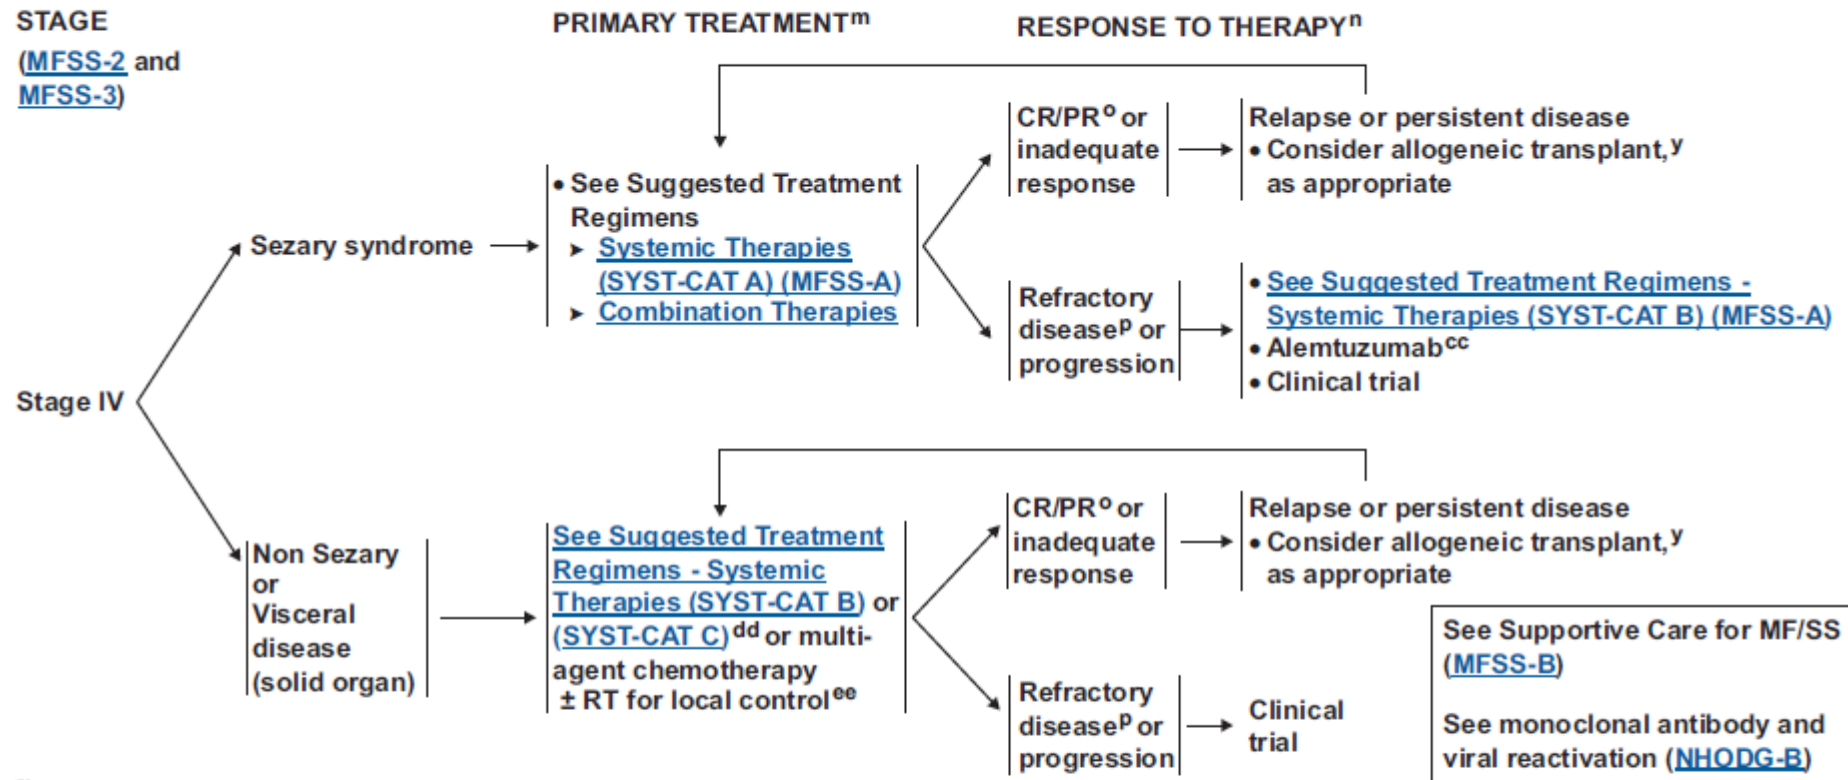 STAGE
(MFSS-2 and
MFSS-3)
PRIMARY TREATMENTm
RESPONSE TO THERAPYn
Stage IV
Sezary syndrome
• See Suggested Treatment
Regimens
➤ Systemic Therapies
(SYST-CAT A) (MFSS-A)
➤ Combination Therapies
CR/PRo or
inadequate
response
Relapse or persistent disease
• Consider allogeneic transplant,y
as appropriate
Refractory
diseasep or
progression
• See Suggested Treatment Regimens -
Systemic Therapies (SYST-CAT B) (MFSS-A)
• Alemtuzumabcc
• Clinical trial
Non Sezary
or
Visceral
disease
(solid organ)
See Suggested Treatment
Regimens - Systemic
Therapies (SYST-CAT B) or
(SYST-CAT C)dd or multi-
agent chemotherapy
± RT for local controlee
CR/PRo or
inadequate
response
Relapse or persistent disease
• Consider allogeneic transplant,y
as appropriate
Refractory
diseasep or
progression
Clinical
trial
See Supportive Care for MF/SS
(MFSS-B)
See monoclonal antibody and
viral reactivation (NHODG-B)